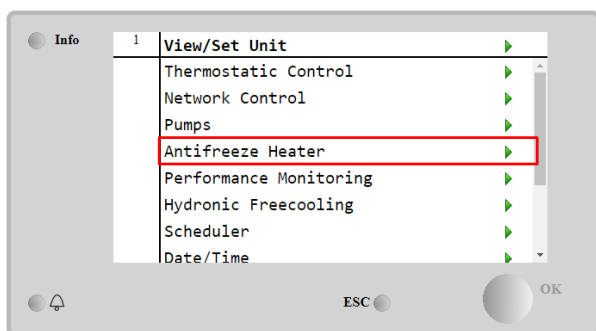 Info
1 View/Set Unit
Thermostatic Control
Network Control
Pumps
Antifreeze Heater
Performance Monitoring
Hydronic Freecooling
Scheduler
Date/Time
ESC
OK